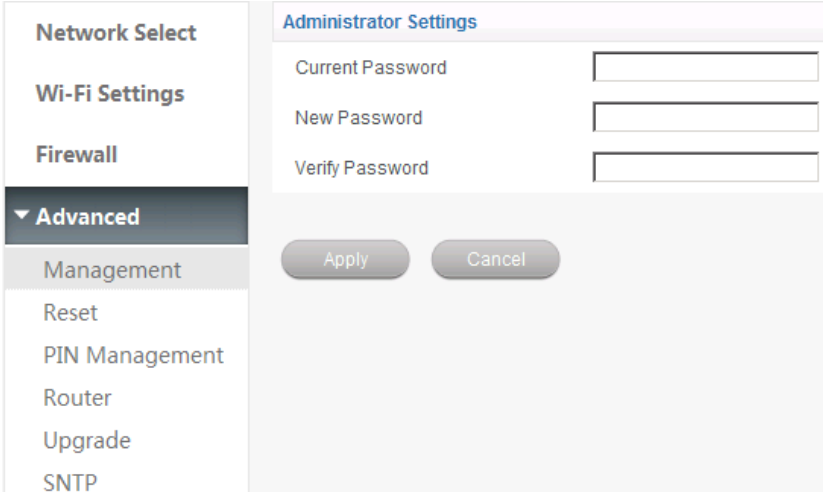 Network Select
Wi-Fi Settings
Firewall
Advanced
Management
Reset
PIN Management
Router
Upgrade
SNTP
Administrator Settings
Current Password
New Password
Verify Password
Apply
Cancel